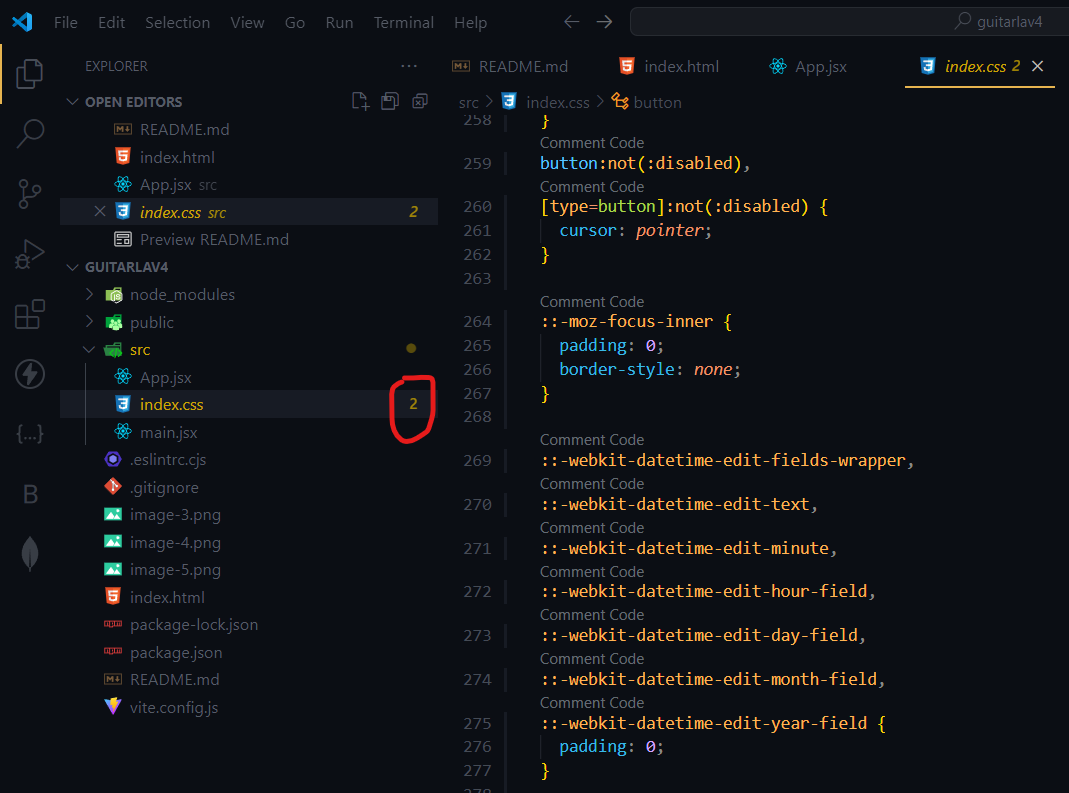 File Edit Selection View Go Run Terminal Help guitarlav4
EXPLORER
OPEN EDITORS
README.md
index.html
App.jsx src
index.css src 2
Preview README.md
GUITARLAV4
node_modules
public
src
App.jsx
index.css 2
main.jsx
.eslintrc.cjs
.gitignore
image-3.png
image-4.png
image-5.png
index.html
package-lock.json
package.json
README.md
vite.config.js
README.md index.html App.jsx index.css 2
src > index.css > button
258 }
Comment Code
259 button:not(:disabled),
Comment Code
260 [type=button]:not(:disabled) {
261 cursor: pointer;
262 }
263
Comment Code
264 ::-moz-focus-inner {
265 padding: 0;
266 border-style: none;
267 }
268
Comment Code
269 ::-webkit-datetime-edit-fields-wrapper,
Comment Code
270 ::-webkit-datetime-edit-text,
Comment Code
271 ::-webkit-datetime-edit-minute,
Comment Code
272 ::-webkit-datetime-edit-hour-field,
Comment Code
273 ::-webkit-datetime-edit-day-field,
Comment Code
274 ::-webkit-datetime-edit-month-field,
Comment Code
275 ::-webkit-datetime-edit-year-field {
276 padding: 0;
277 }